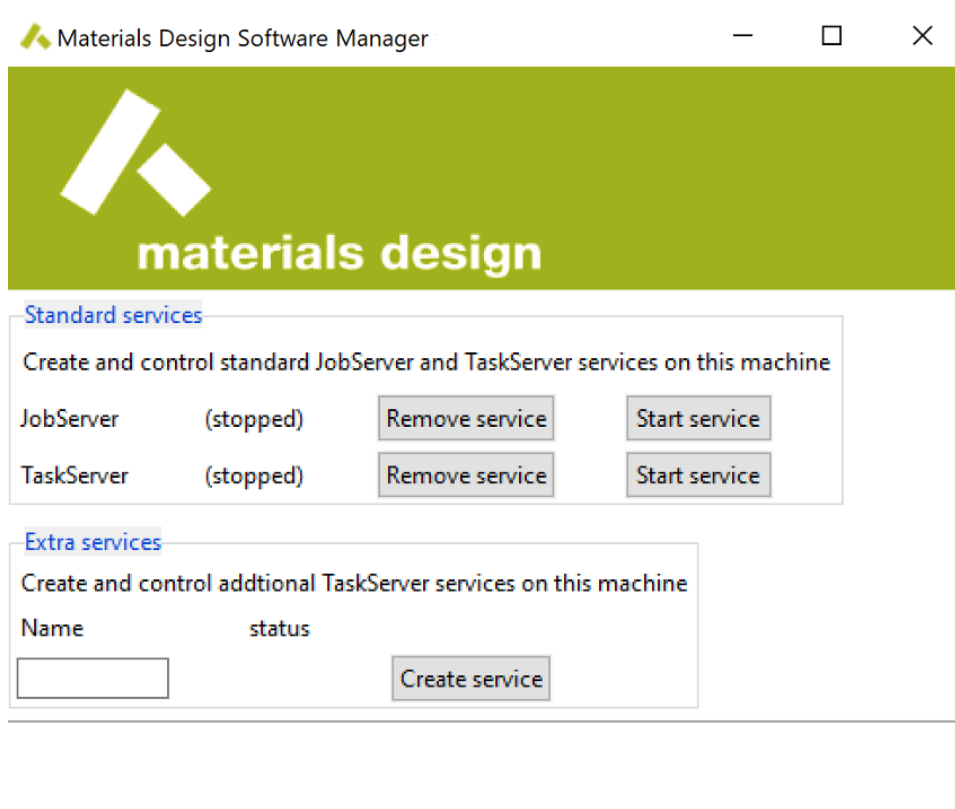 Materials Design Software Manager
materials design
Standard services
Create and control standard JobServer and TaskServer services on this machine
JobServer (stopped) Remove service Start service
TaskServer (stopped) Remove service Start service
Extra services
Create and control addtional TaskServer services on this machine
Name status
Create service